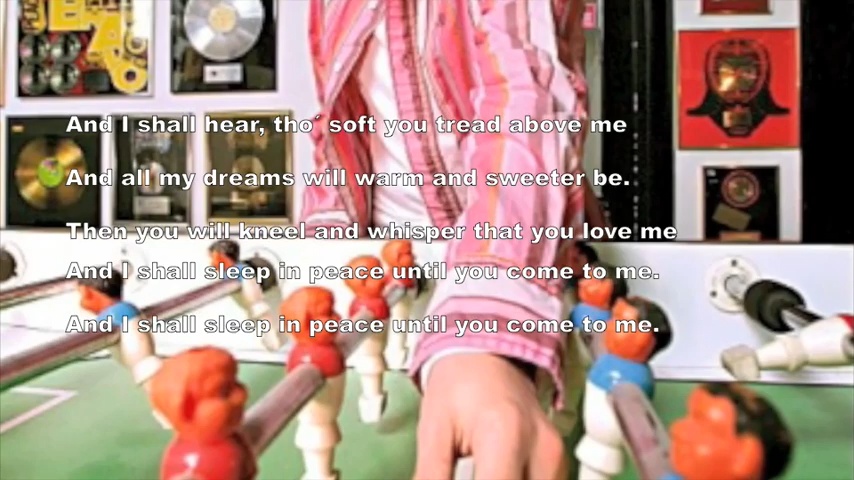 And I shall hear, tho´ soft you tread above me
And all my dreams will warm and sweeter be.
Then you will kneel and whisper that you love me
And I shall sleep in peace until you come to me.
And I shall sleep in peace until you come to me.